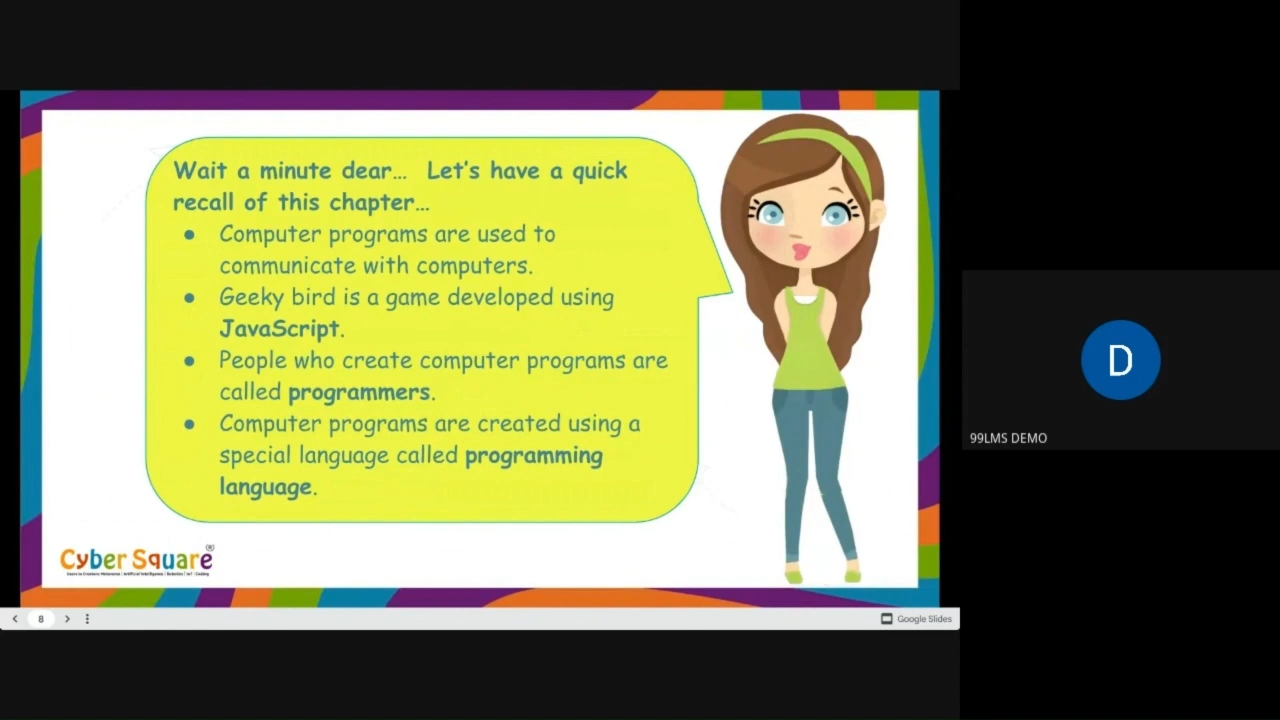 Wait a minute dear... Let's have a quick
recall of this chapter...
● Computer programs are used to
communicate with computers.
● Geeky bird is a game developed using
JavaScript.
● People who create computer programs are
called programmers.
● Computer programs are created using a
special language called programming
language.
Cyber Square®
8
Google Slides
D
99LMS DEMO